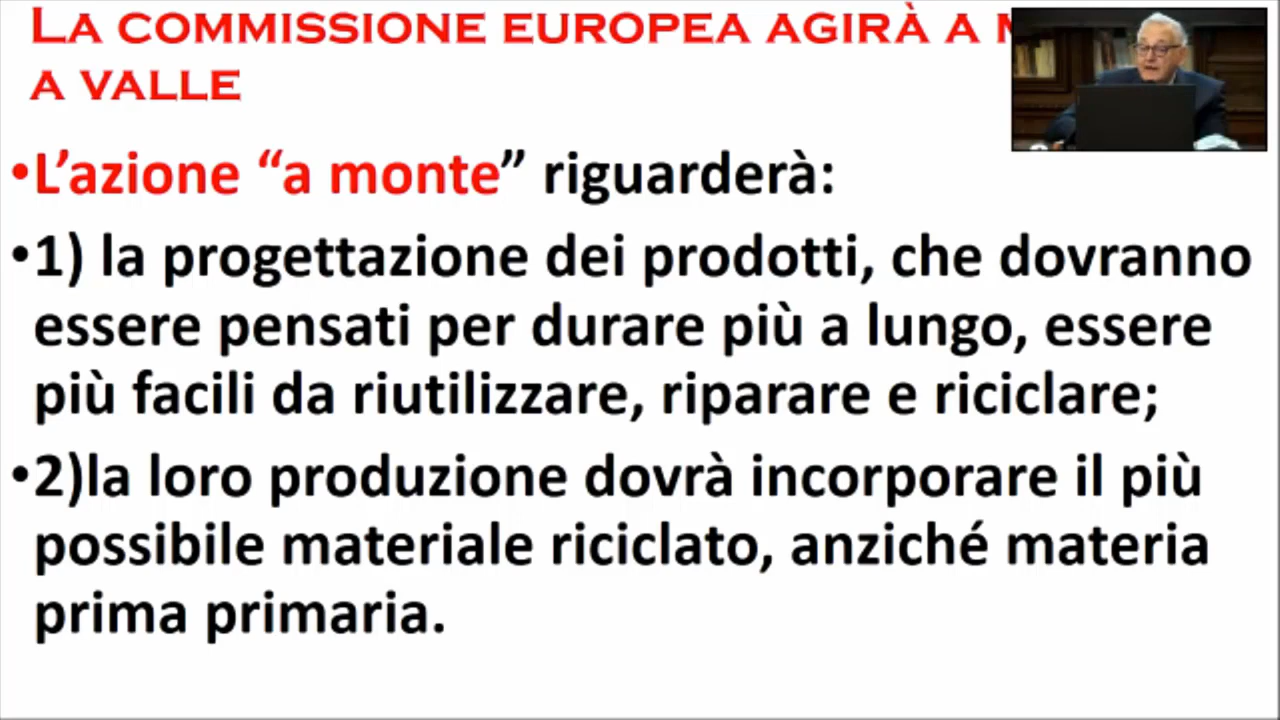 LA COMMISSIONE EUROPEA AGIRÀ A
A VALLE
•L’azione “a monte” riguarderà:
•1) la progettazione dei prodotti, che dovranno
essere pensati per durare più a lungo, essere
più facili da riutilizzare, riparare e riciclare;
•2)la loro produzione dovrà incorporare il più
possibile materiale riciclato, anziché materia
prima primaria.